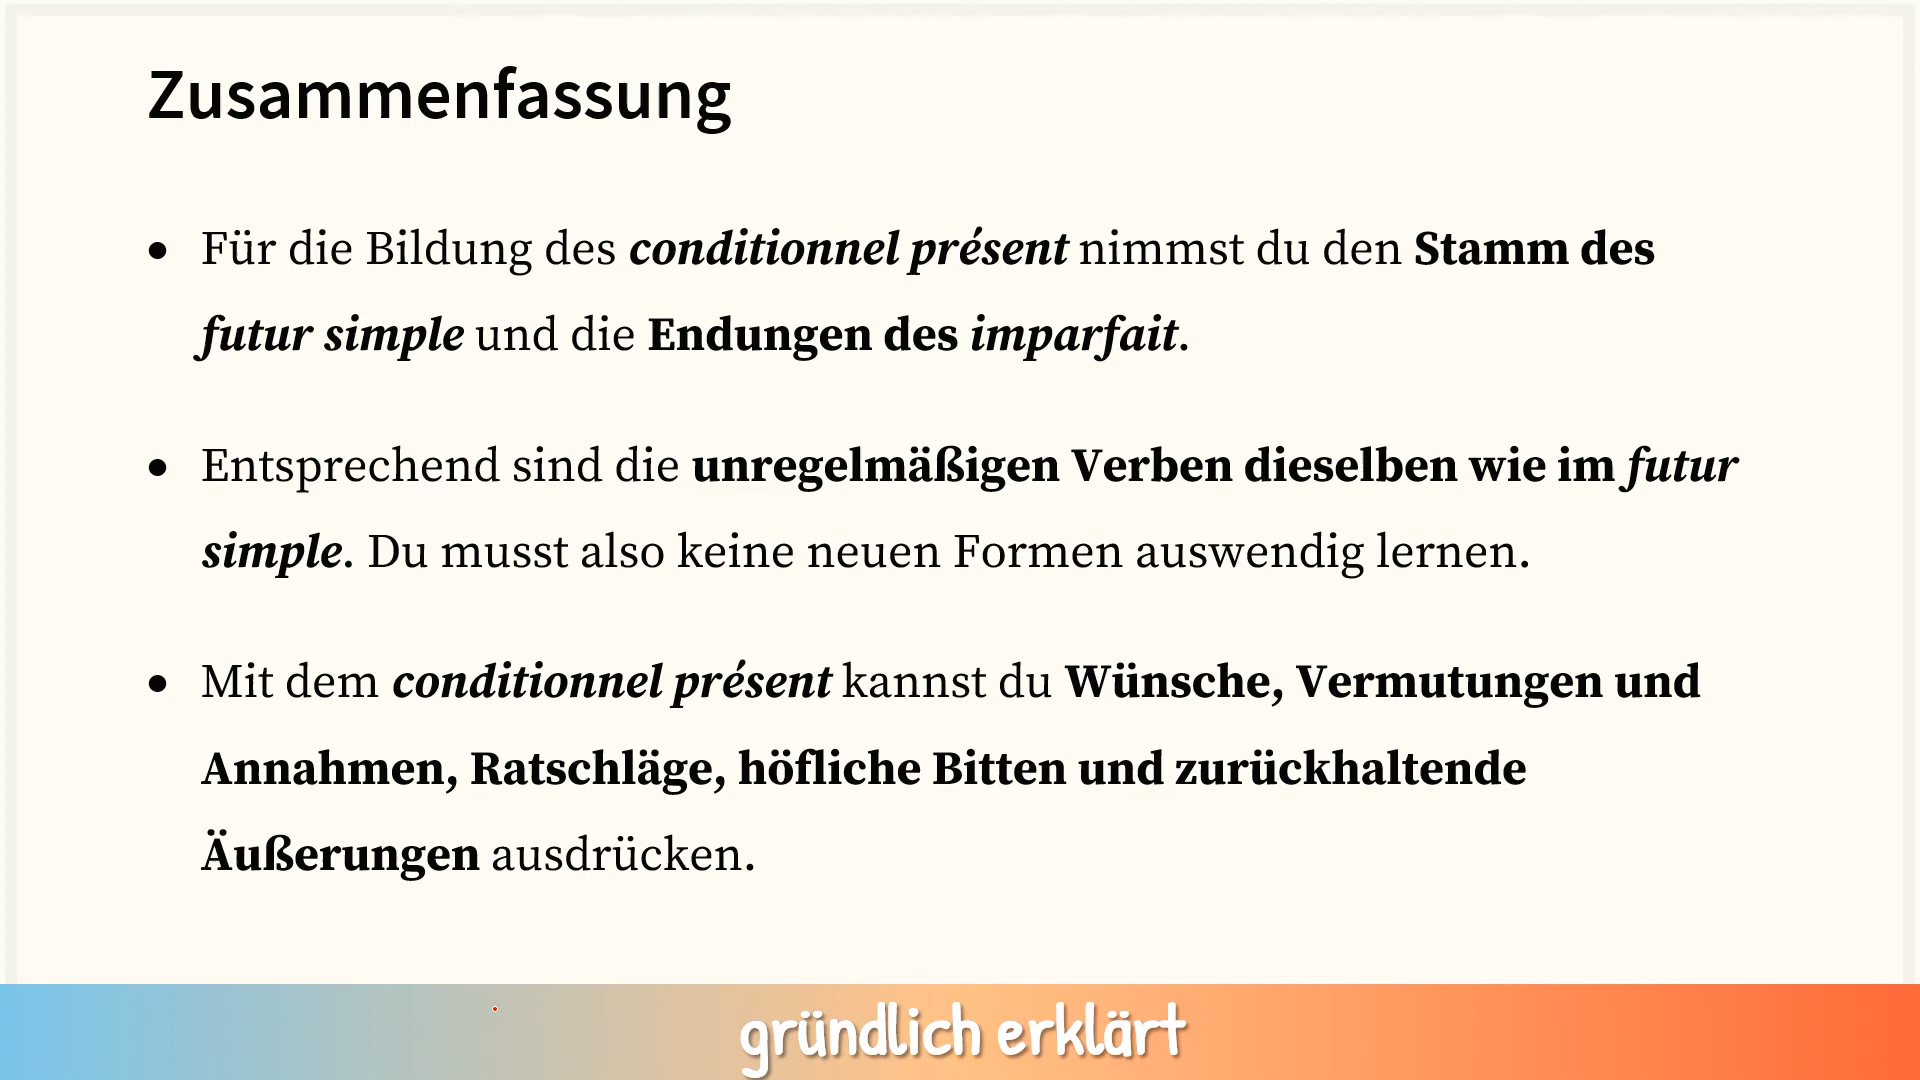 Zusammenfassung
• Für die Bildung des conditionnel présent nimmst du den Stamm des
futur simple und die Endungen des imparfait.
• Entsprechend sind die unregelmäßigen Verben dieselben wie im futur
simple. Du musst also keine neuen Formen auswendig lernen.
• Mit dem conditionnel présent kannst du Wünsche, Vermutungen und
Annahmen, Ratschläge, höfliche Bitten und zurückhaltende
Äußerungen ausdrücken.
gründlich erklärt